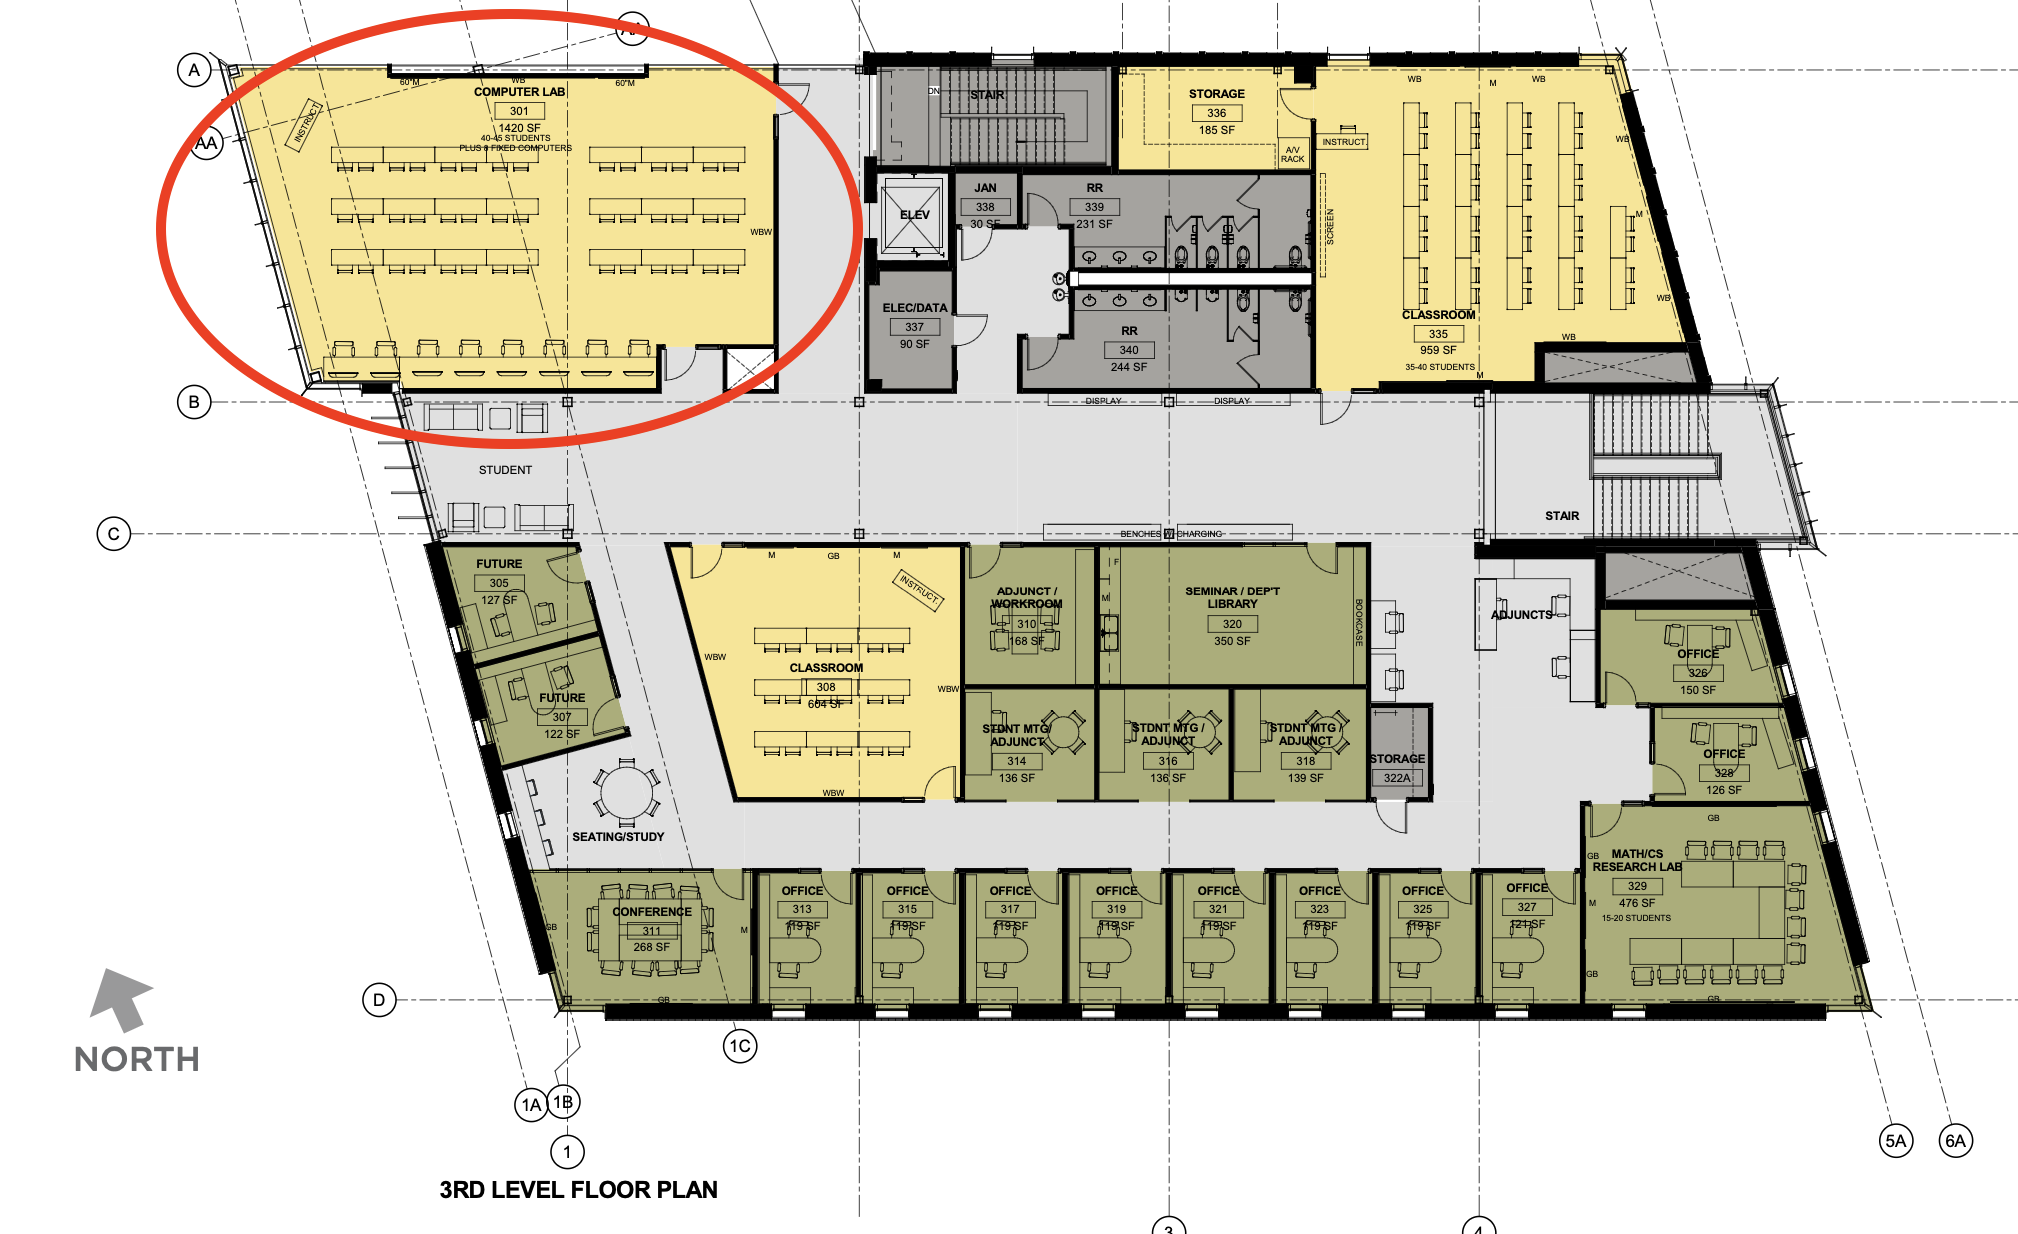 AA
A
60"M
WB
60"M
COMPUTER LAB
301
1420 SF
40-45 STUDENTS
PLUS 8 FIXED COMPUTERS
INSTRUCT.
AA
WBW
DN
STAIR
STORAGE
336
185 SF
A/V
RACK
INSTRUCT.
SCREEN
WB
M
WB
WB
M
WB
CLASSROOM
335
959 SF
35-40 STUDENTS
WB
M
ELEV
JAN
338
30 SF
RR
339
231 SF
ELEC/DATA
337
90 SF
RR
340
244 SF
B
DISPLAY
DISPLAY
STUDENT
STAIR
C
BENCHES W/ CHARGING
FUTURE
305
127 SF
FUTURE
307
122 SF
M
GB
M
INSTRUCT.
WBW
CLASSROOM
308
604 SF
WBW
WBW
ADJUNCT /
WORKROOM
310
168 SF
F
M
SEMINAR / DEP'T
LIBRARY
320
350 SF
BOOKCASE
ADJUNCTS
OFFICE
326
150 SF
STDNT MTG/
ADJUNCT
314
136 SF
STDNT MTG /
ADJUNCT
316
136 SF
STDNT MTG /
ADJUNCT
318
139 SF
STORAGE
322A
OFFICE
328
126 SF
SEATING/STUDY
CONFERENCE
311
268 SF
GB
M
GB
OFFICE
313
119 SF
OFFICE
315
119 SF
OFFICE
317
119 SF
OFFICE
319
119 SF
OFFICE
321
119 SF
OFFICE
323
119 SF
OFFICE
325
119 SF
OFFICE
327
121 SF
GB
GB
MATH/CS
RESEARCH LAB
329
476 SF
15-20 STUDENTS
M
GB
GB
D
NORTH
1C
1A
1B
1
5A
6A
3RD LEVEL FLOOR PLAN
3
4